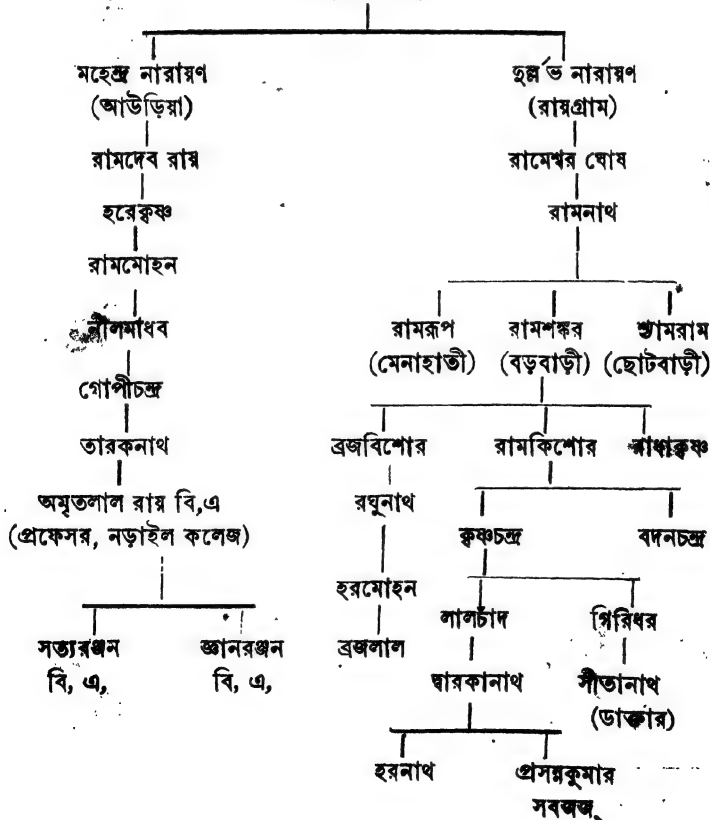 মহেন্দ্র নারায়ণ দুর্ল্লভ নারায়ণ
(আউড়িয়া) (রায়গ্রাম)
রামদেব রায় রামেশ্বর ঘোষ
হরেকৃষ্ণ রামনাথ
রামমোহন
নীলমাধব রামরূপ রামশঙ্কর শ্যামরাম
(মেনাহাতী) (বড়বাড়ী) (ছোটবাড়ী)
গোপীচন্দ্র
তারকনাথ ব্রজবিশোর রামকিশোর রাধাকৃষ্ণ
অমৃতলাল রায় বি,এ রঘুনাথ
(প্রফেসর, নড়াইল কলেজ) কৃষ্ণচন্দ্র বদনচন্দ্র
হরমোহন
লালচাঁদ গিরিধর
সত্যরঞ্জন জ্ঞানরঞ্জন ব্রজলাল
বি, এ, বি, এ, দ্বারকানাথ সীতানাথ
(ডাক্তার)
হরনাথ প্রসন্নকুমার
সবজজ্